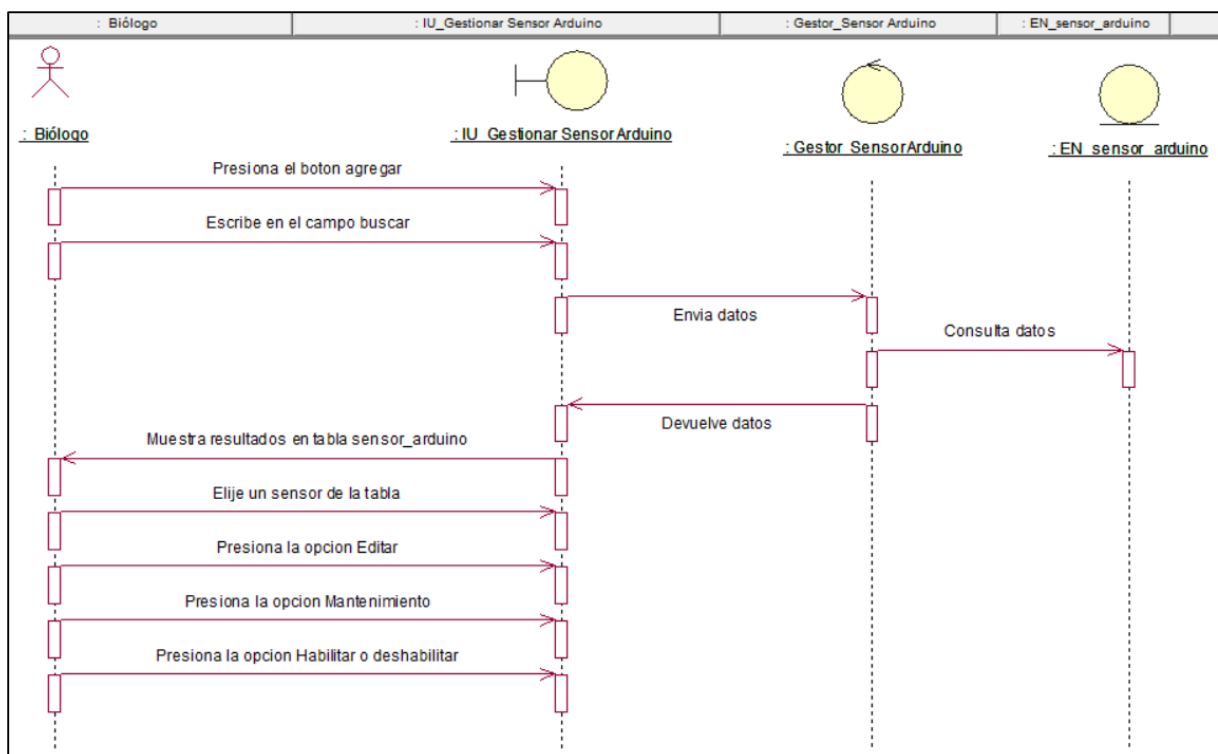 : Biólogo
: IU_Gestionar Sensor Arduino
: Gestor_Sensor Arduino
: EN_sensor_arduino
: Biólogo
: IU_Gestionar Sensor Arduino
: Gestor_SensorArduino
: EN_sensor_arduino
Presiona el boton agregar
Escribe en el campo buscar
Envia datos
Consulta datos
Devuelve datos
Muestra resultados en tabla sensor_arduino
Elije un sensor de la tabla
Presiona la opcion Editar
Presiona la opcion Mantenimiento
Presiona la opcion Habilitar o deshabilitar